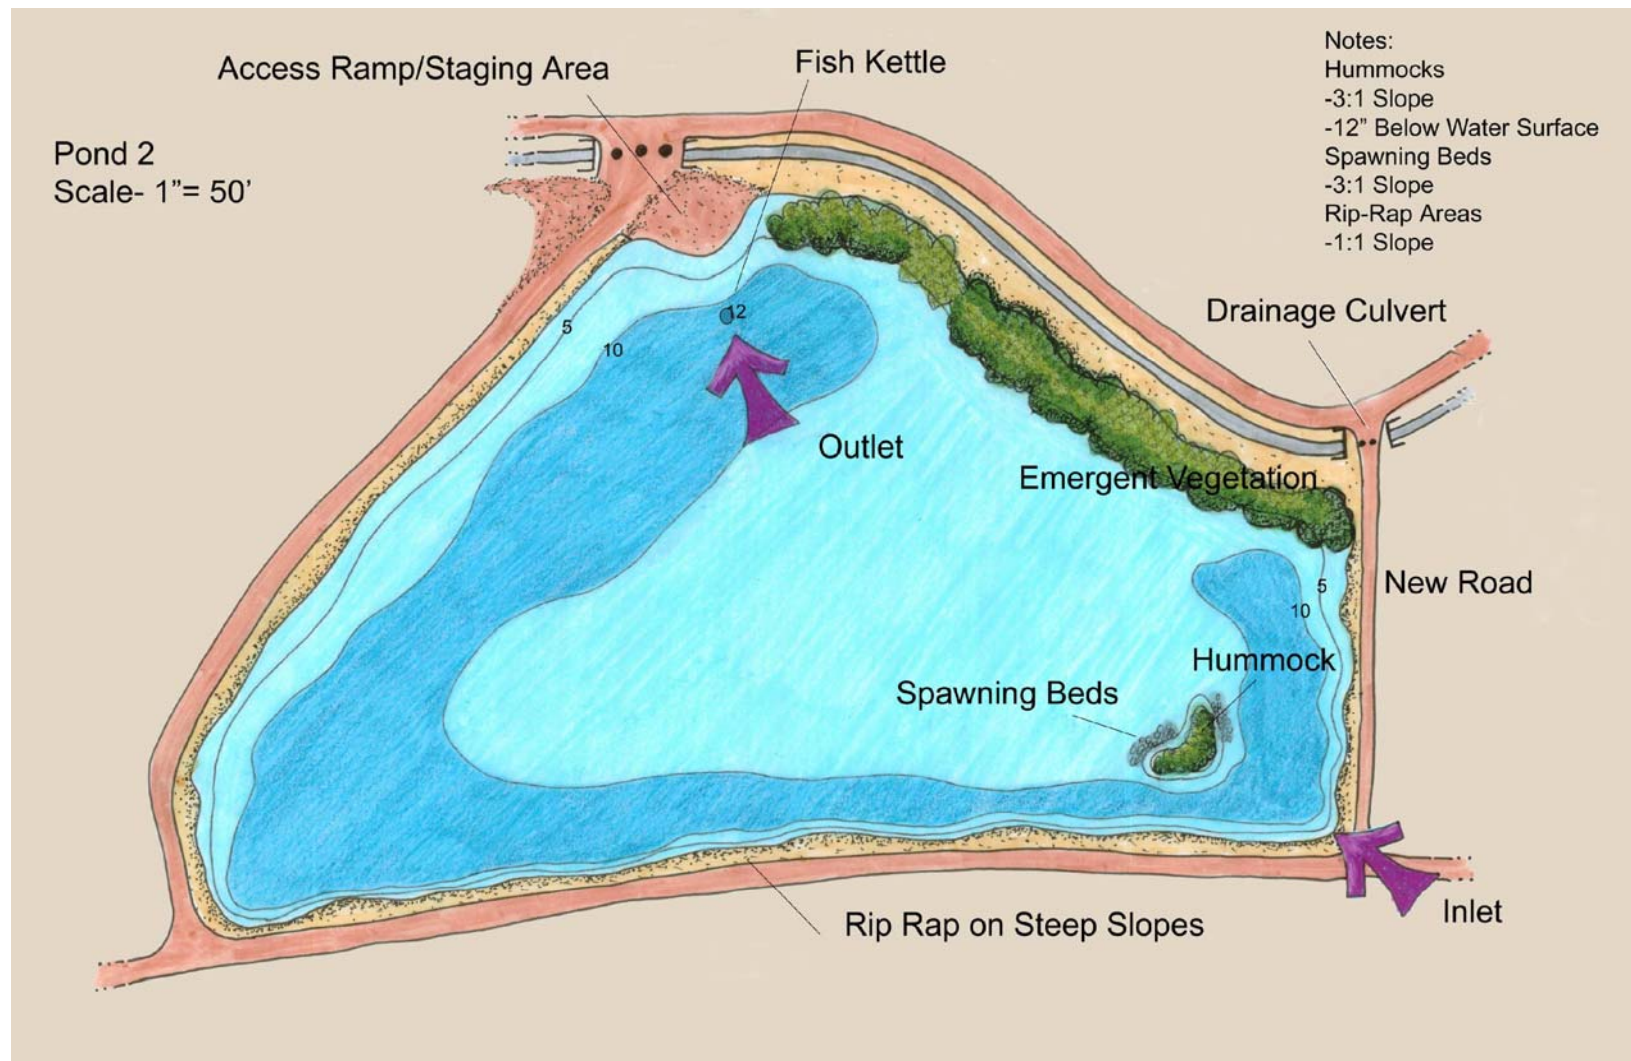 Access Ramp/Staging Area
Fish Kettle
Notes:
Hummocks
-3:1 Slope
-12” Below Water Surface
Spawning Beds
-3:1 Slope
Rip-Rap Areas
-1:1 Slope
Pond 2
Scale- 1”= 50’
Drainage Culvert
12
5
10
Outlet
Emergent Vegetation
New Road
5
10
Hummock
Spawning Beds
Rip Rap on Steep Slopes
Inlet